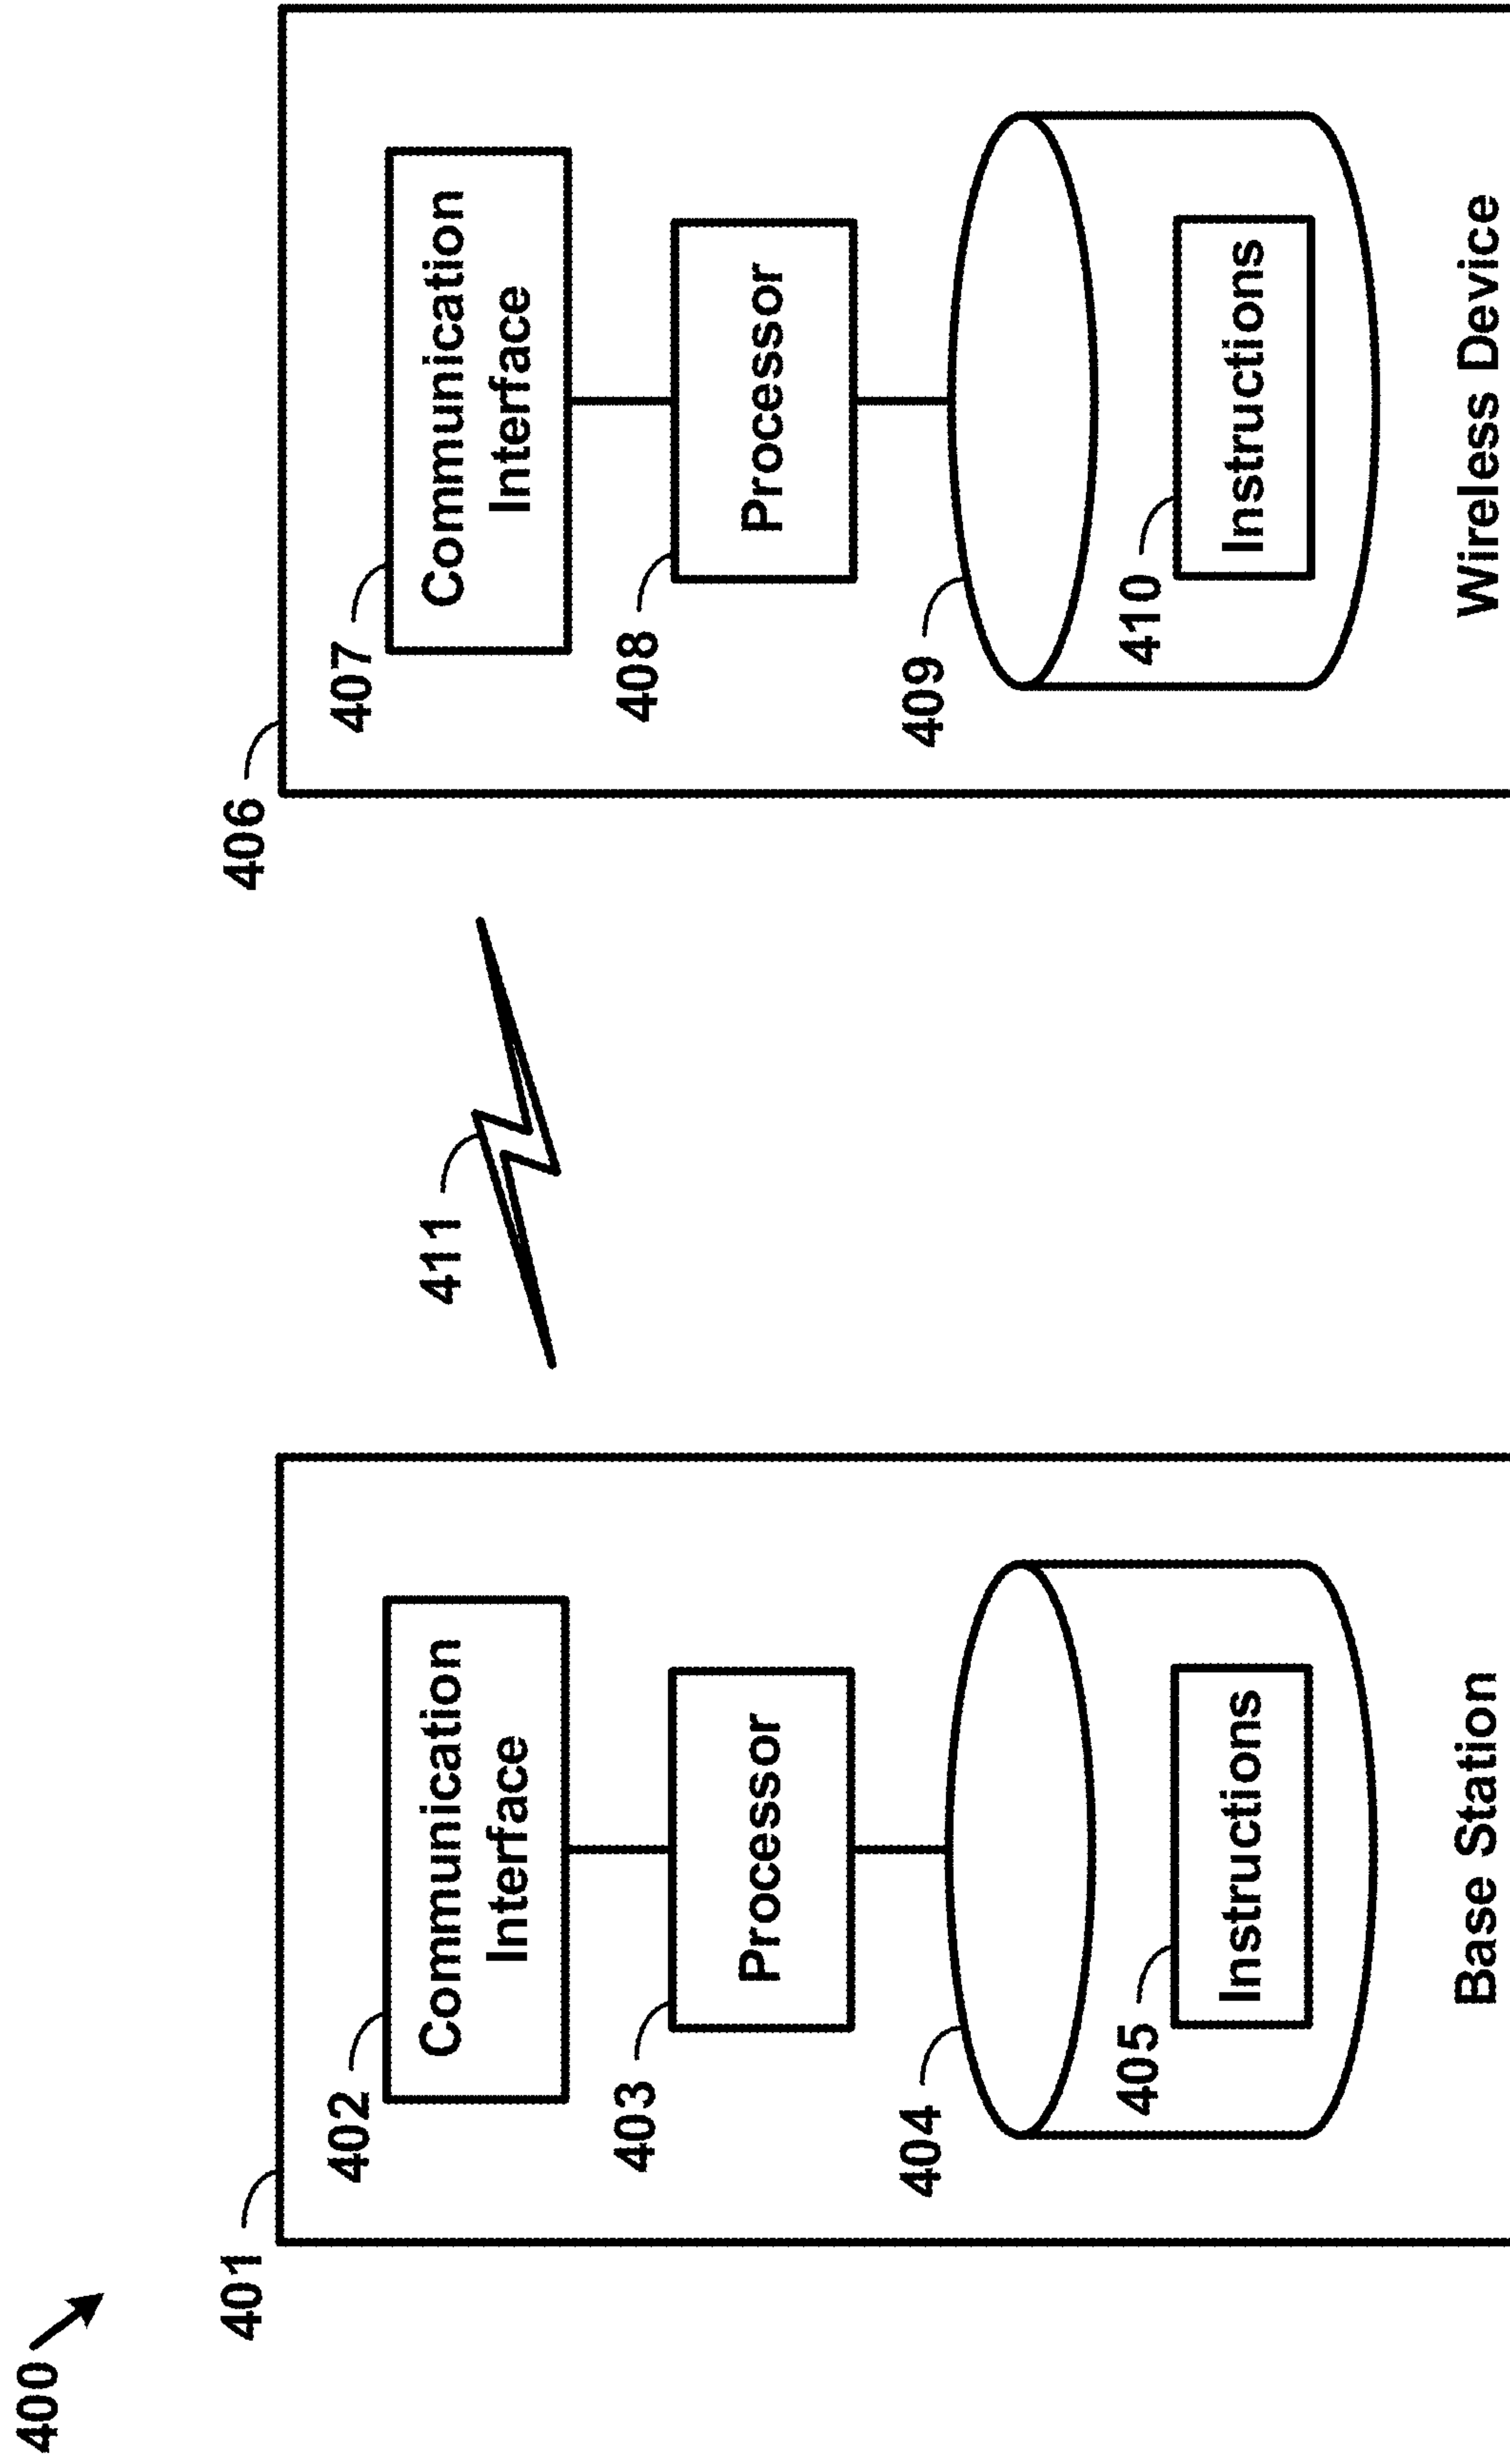 400
401
402
Communication
Interface
403
Processor
404
405
Instructions
Base Station
411
406
407
Communication
Interface
408
Processor
409
410
Instructions
Wireless Device